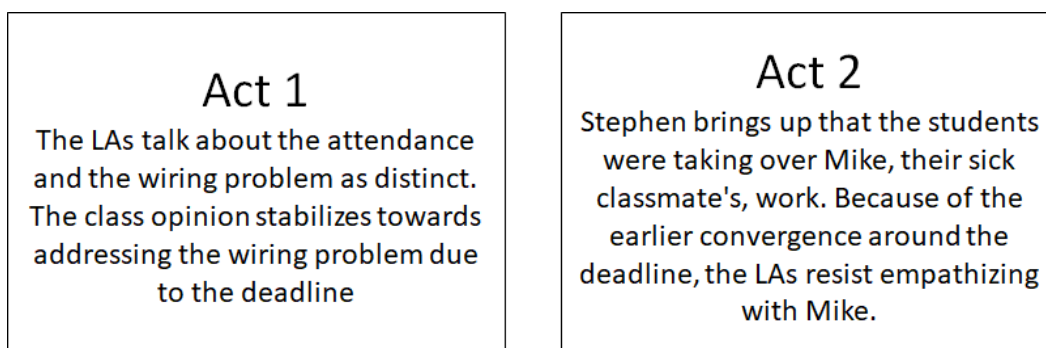 Act 1
The LAs talk about the attendance
and the wiring problem as distinct.
The class opinion stabilizes towards
addressing the wiring problem due
to the deadline
Act 2
Stephen brings up that the students
were taking over Mike, their sick
classmate's, work. Because of the
earlier convergence around the
deadline, the LAs resist empathizing
with Mike.